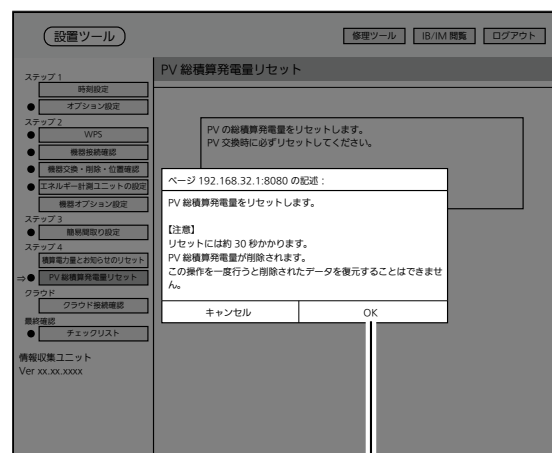 設置ツール
修理ツール
IB/IM 閲覧
ログアウト
PV 総積算発電量リセット
ステップ 1
時刻設定
● オプション設定
ステップ 2
● WPS
● 機器接続確認
● 機器交換・削除・位置確認
● エネルギー計測ユニットの設定
機器オプション設定
ステップ 3
● 簡易間取り設定
ステップ 4
積算電力量とお知らせのリセット
⇒● PV 総積算発電量リセット
クラウド
クラウド接続確認
最終確認
● チェックリスト
情報収集ユニット
Ver xx.xx.xxxx
PV の総積算発電量をリセットします。
PV 交換時に必ずリセットしてください。
ページ 192.168.32.1:8080 の記述：
PV 総積算発電量をリセットします。
【注意】
リセットには約 30 秒かかります。
PV 総積算発電量が削除されます。
この操作を一度行うと削除されたデータを復元することはできませ
ん。
キャンセル
OK